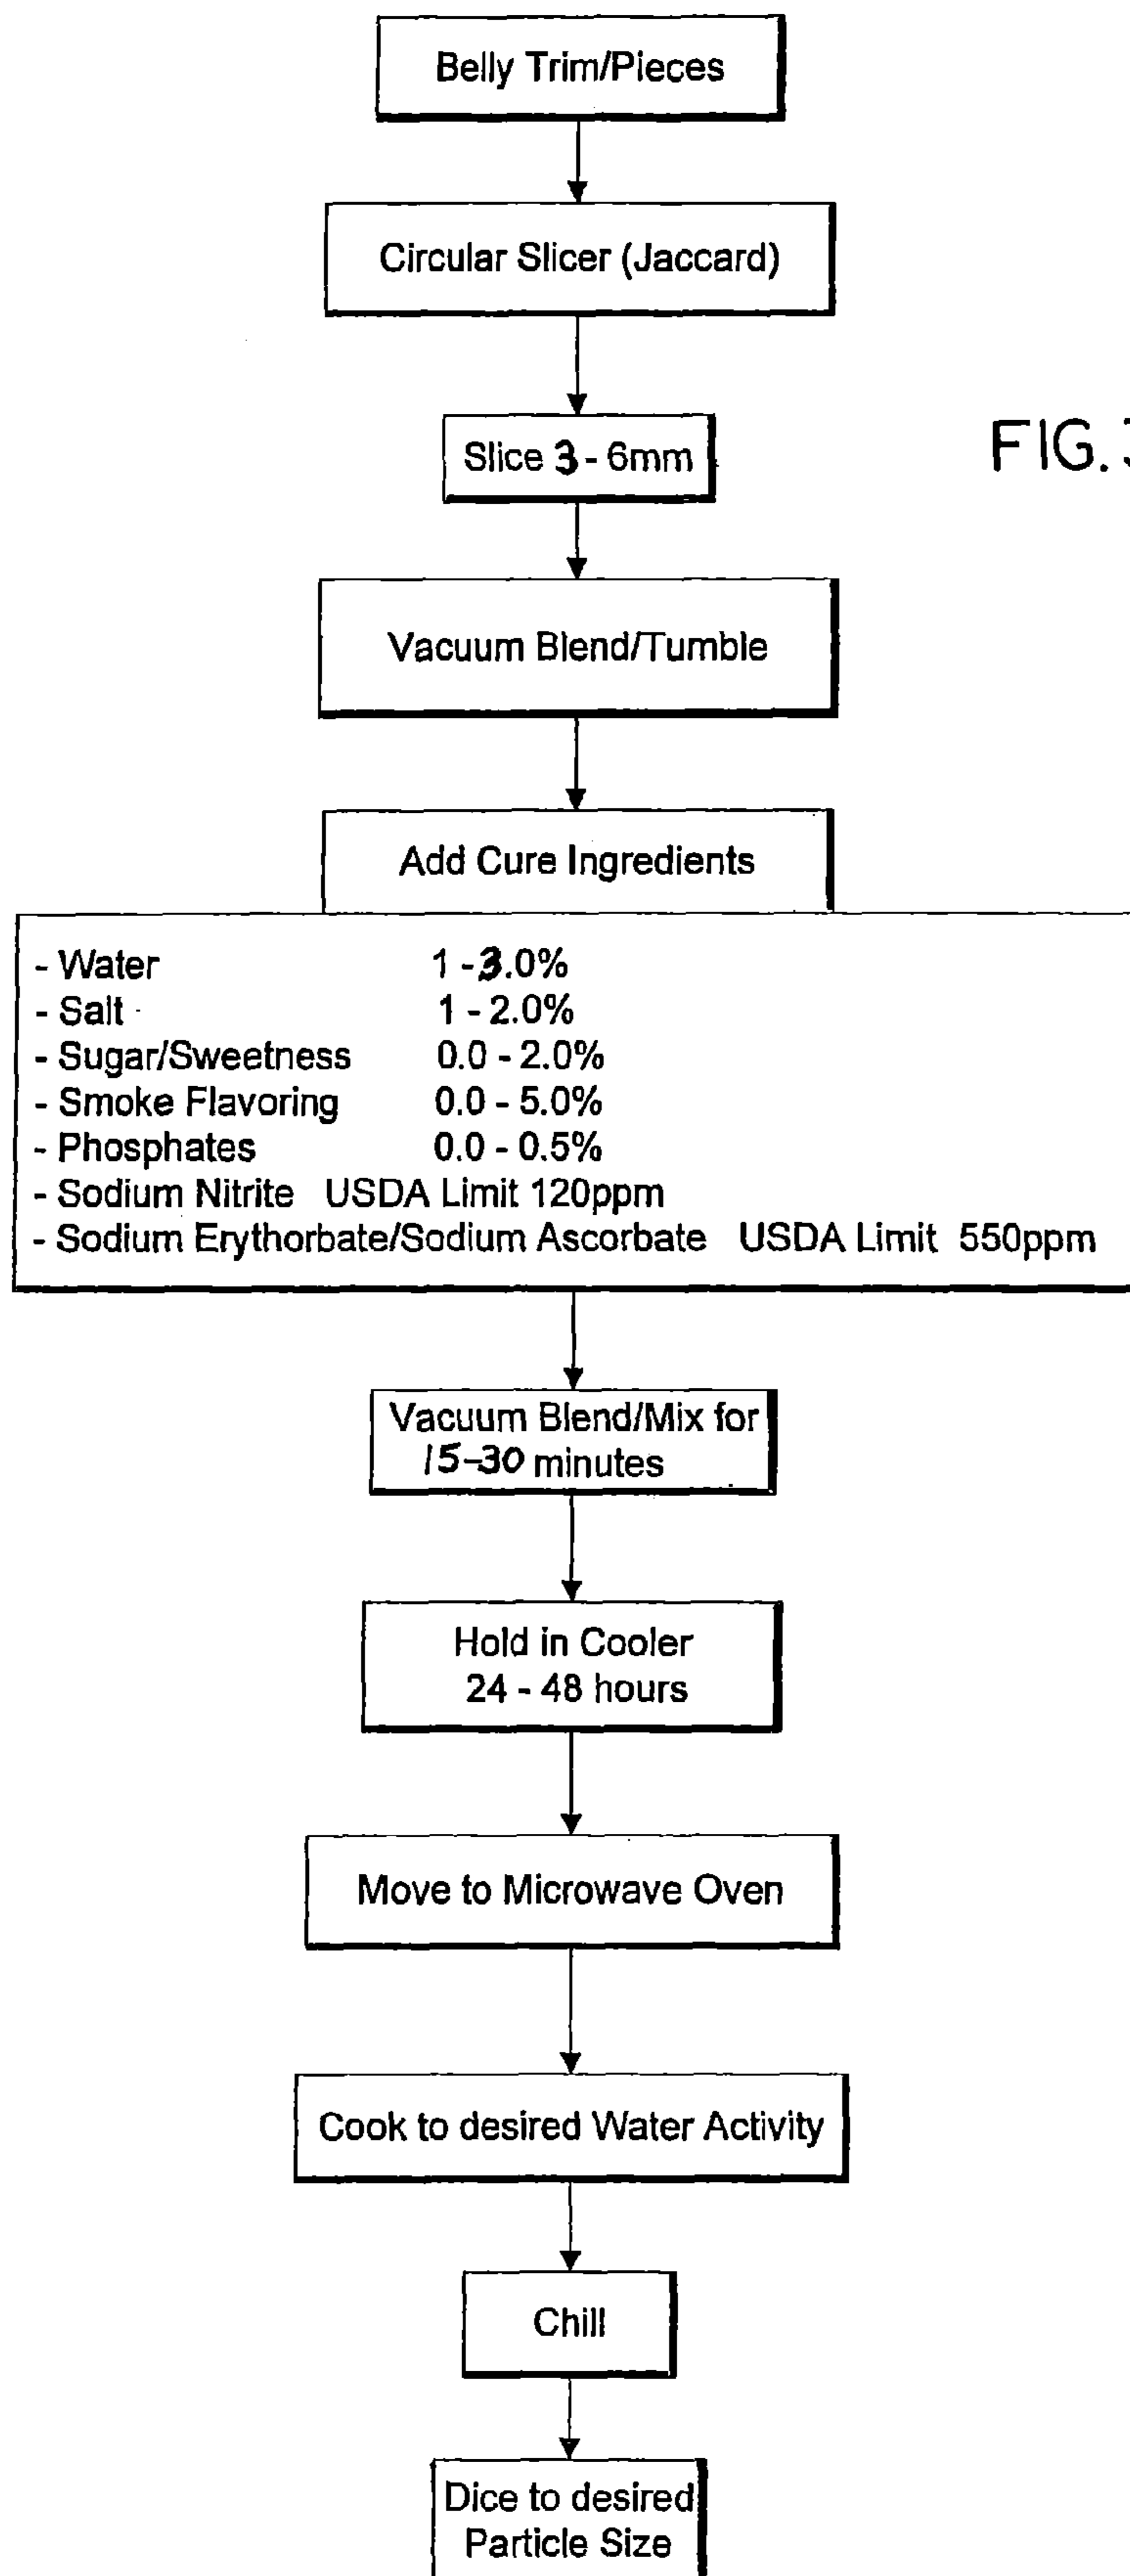 Belly Trim/Pieces
Circular Slicer (Jaccard)
Slice 3 - 6mm
FIG. 3
Vacuum Blend/Tumble
Add Cure Ingredients
- Water 1 - 3.0%
- Salt 1 - 2.0%
- Sugar/Sweetness 0.0 - 2.0%
- Smoke Flavoring 0.0 - 5.0%
- Phosphates 0.0 - 0.5%
- Sodium Nitrite USDA Limit 120ppm
- Sodium Erythorbate/Sodium Ascorbate USDA Limit 550ppm
Vacuum Blend/Mix for
15-30 minutes
Hold in Cooler
24 - 48 hours
Move to Microwave Oven
Cook to desired Water Activity
Chill
Dice to desired
Particle Size